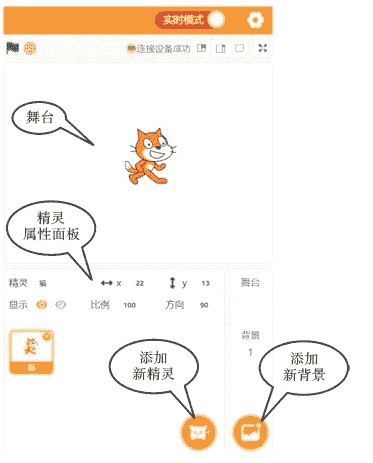 实时模式
连接设备成功
舞台
精灵
属性面板
精灵 猫 x 22 y 13 舞台
显示 比例 100 方向 90
背景
1
添加
新精灵
添加
新背景